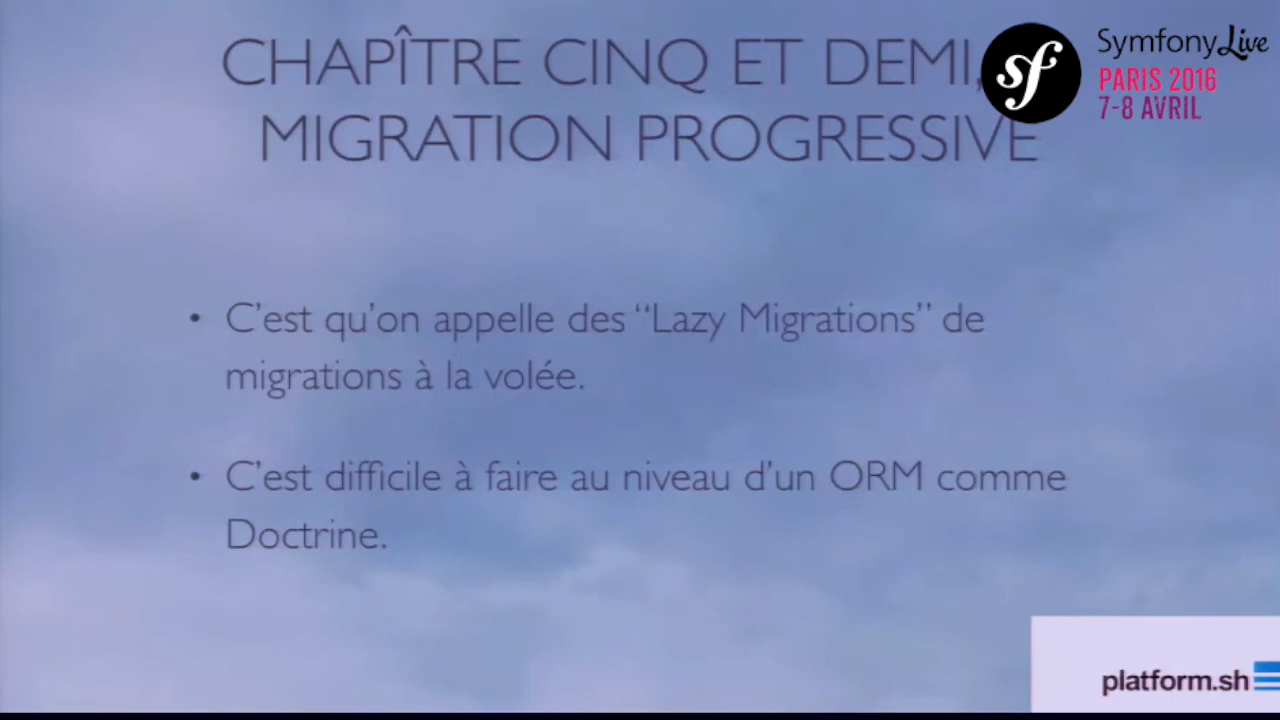 CHAPÎTRE CINQ ET DEMI,
MIGRATION PROGRESSIVE
SymfonyLive
PARIS 2016
7-8 AVRIL
sf
• C’est qu’on appelle des “Lazy Migrations” de
migrations à la volée.
• C’est difficile à faire au niveau d’un ORM comme
Doctrine.
platform.sh